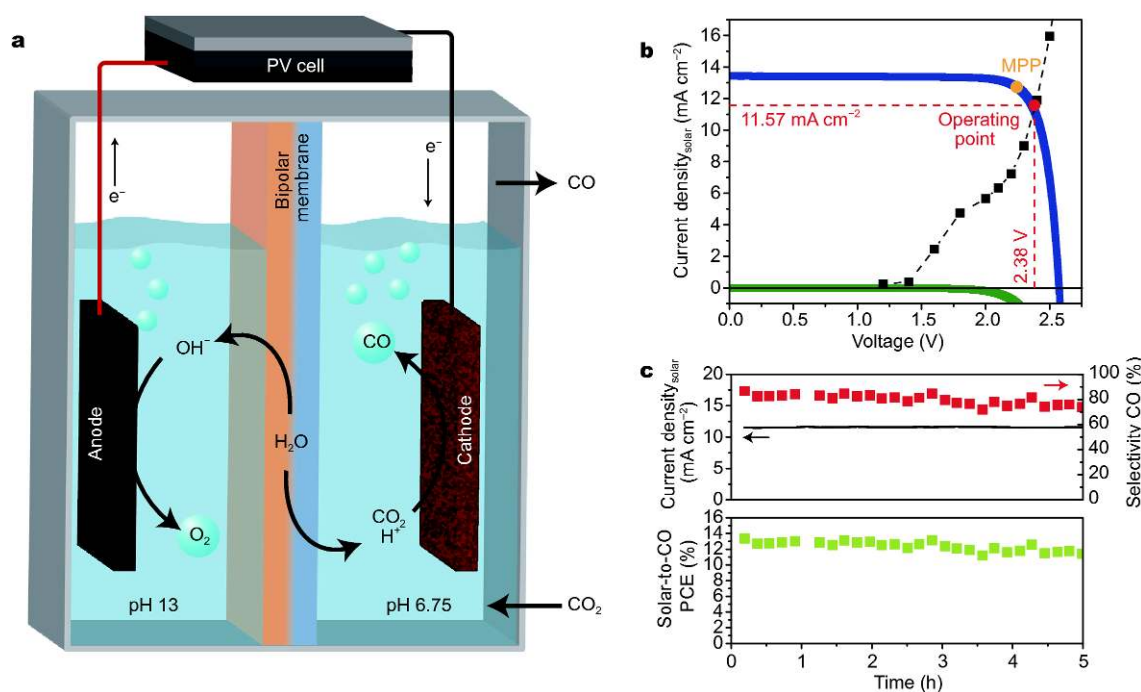 a
PV cell
e⁻
e⁻
Bipolar
membrane
CO
OH⁻
CO
Anode
H₂O
Cathode
CO₂
H⁺
O₂
pH 13
pH 6.75
CO₂
b
Current density_solar (mA cm⁻²)
16
14
12
10
8
6
4
2
0
MPP
11.57 mA cm⁻²
Operating
point
2.38 V
0.0
0.5
1.0
1.5
2.0
2.5
Voltage (V)
c
Current density_solar
(mA cm⁻²)
20
15
10
5
0
100
80
60
40
20
0
Selectivity CO (%)
Solar-to-CO
PCE (%)
16
14
12
10
8
6
4
2
0
0
1
2
3
4
5
Time (h)